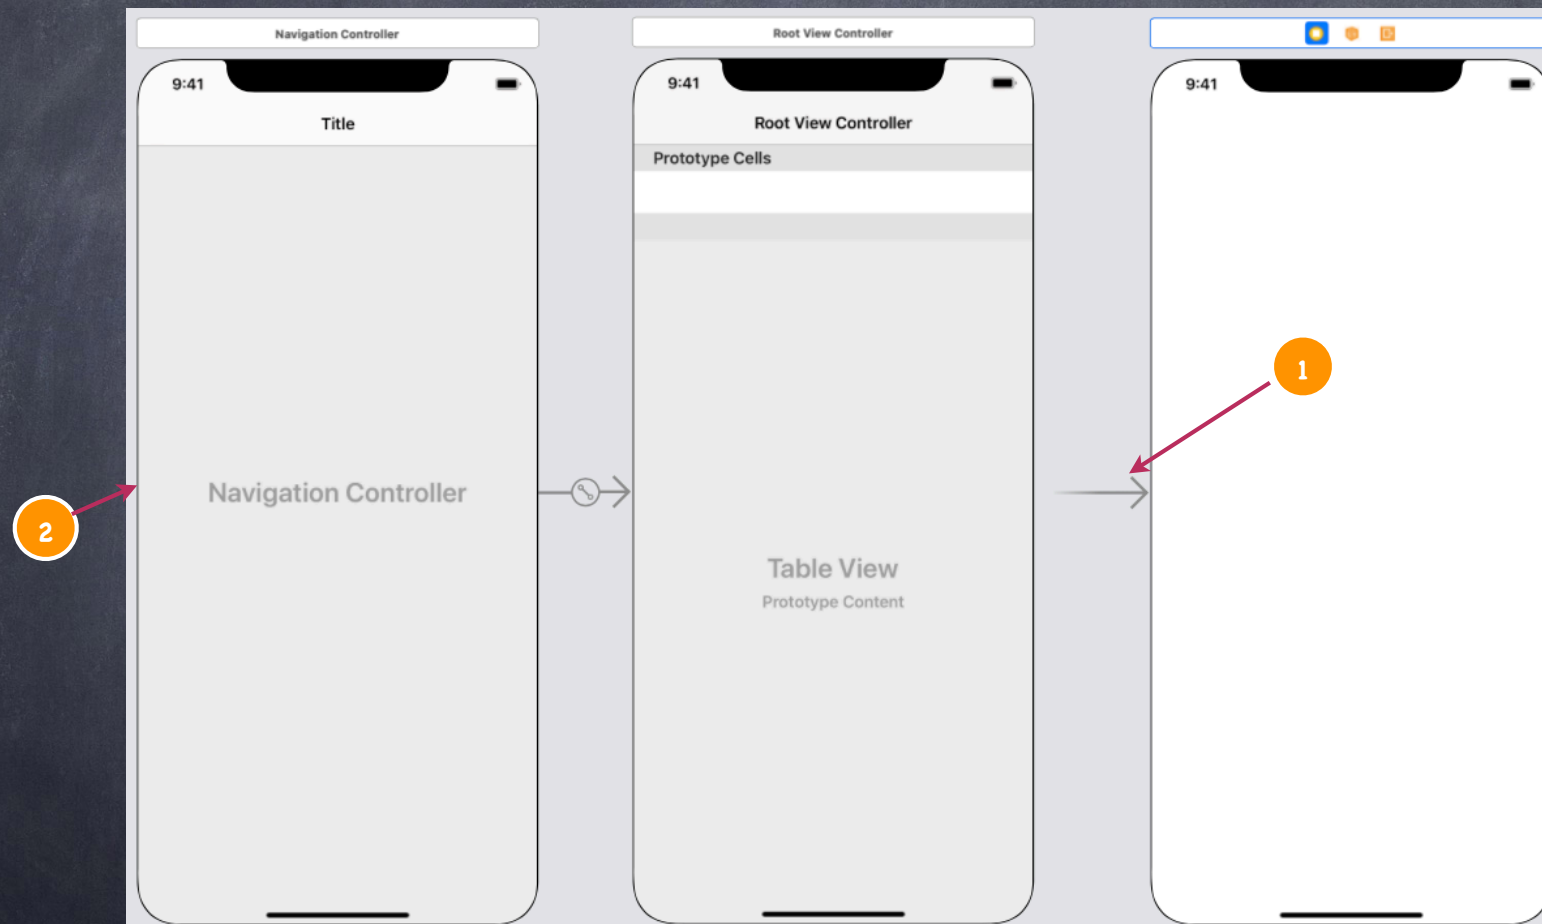 Navigation Controller
Root View Controller
9:41
9:41
9:41
Title
Root View Controller
Prototype Cells
1
Navigation Controller
2
Table View
Prototype Content